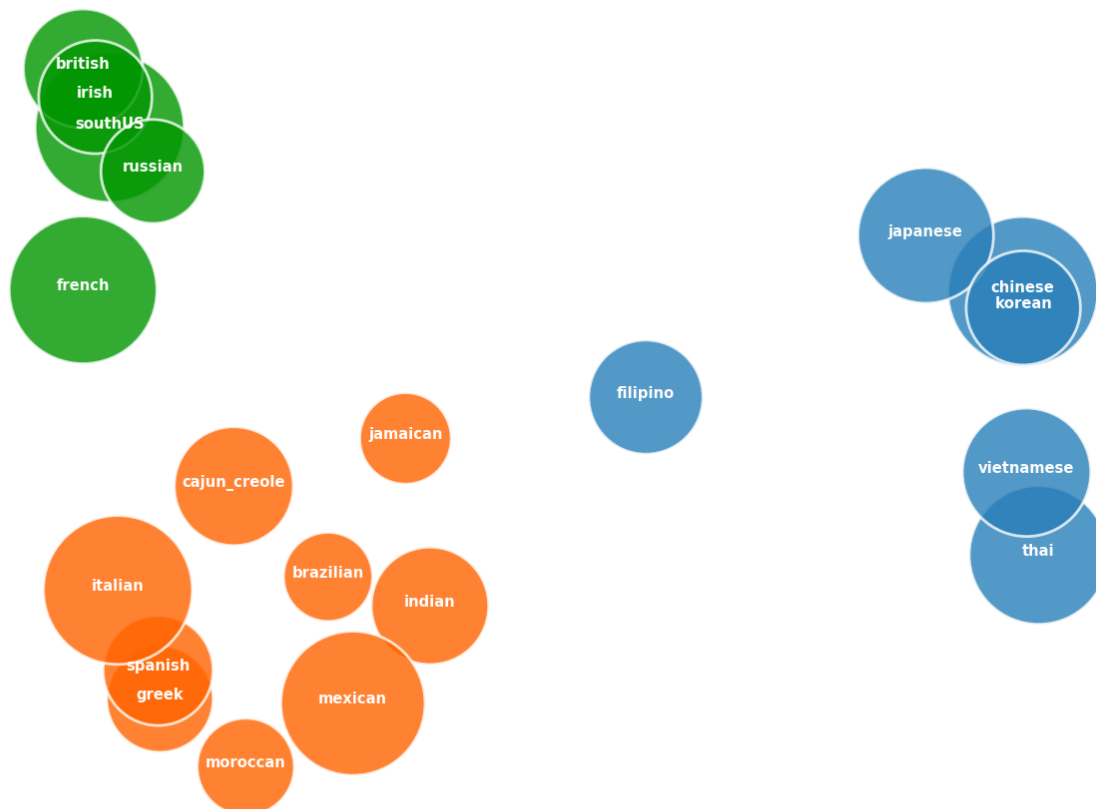 british
irish
southUS
russian
french
japanese
chinese
korean
filipino
jamaican
vietnamese
cajun_creole
thai
brazilian
italian
indian
spanish
greek
mexican
moroccan